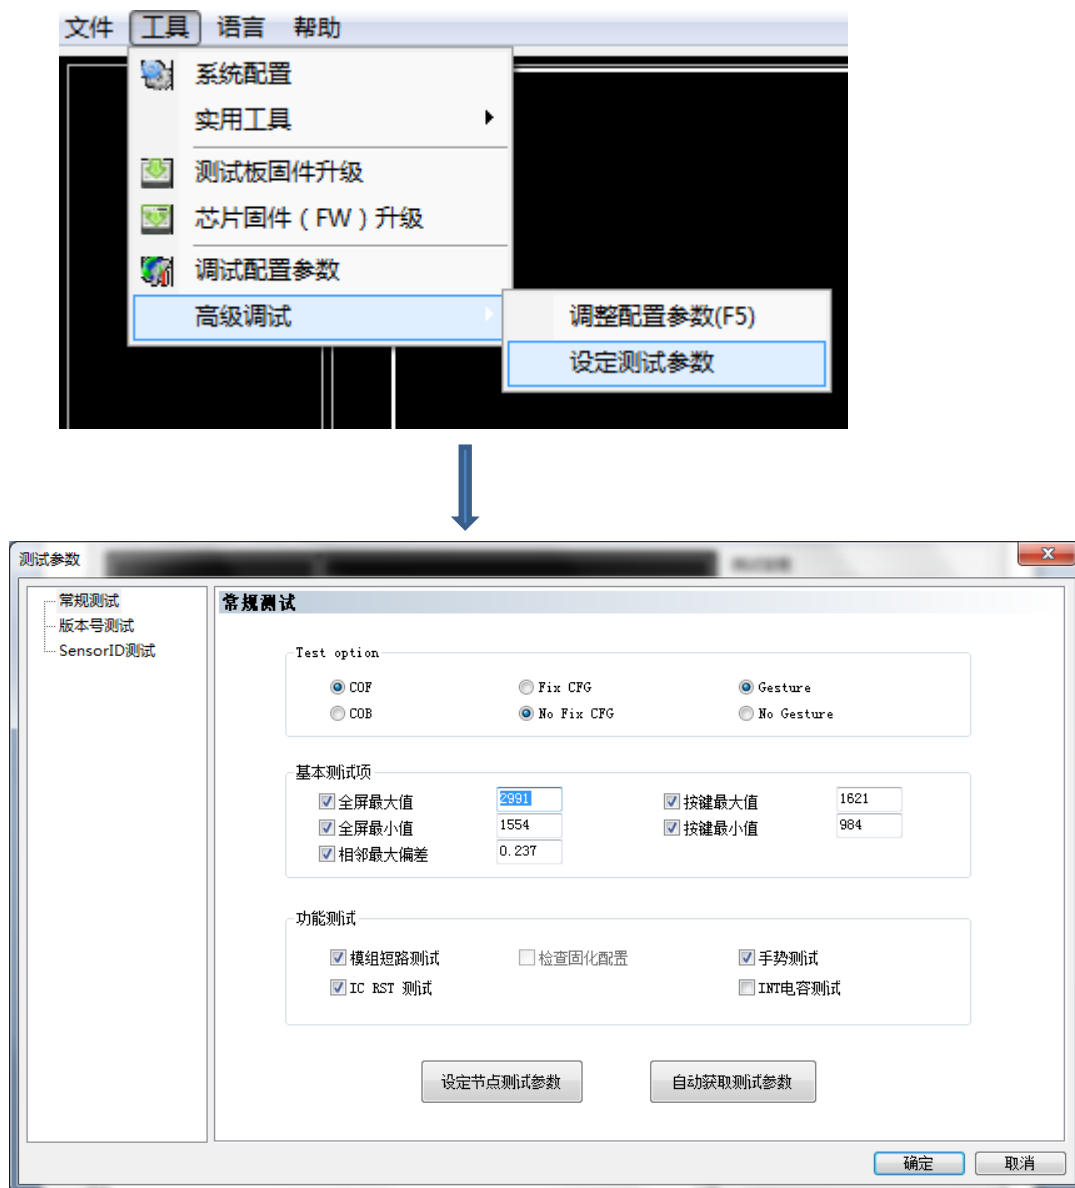 文件 工具 语言 帮助
系统配置
实用工具
测试板固件升级
芯片固件（FW）升级
调试配置参数
高级调试
调整配置参数(F5)
设定测试参数
测试参数
常规测试
版本号测试
SensorID测试
常规测试
Test option
COF Fix CFG Gesture
COB No Fix CFG No Gesture
基本测试项
全屏最大值 2991 按键最大值 1621
全屏最小值 1554 按键最小值 984
相邻最大偏差 0.237
功能测试
模组短路测试 检查固化配置 手势测试
IC RST 测试 INT电容测试
设定节点测试参数 自动获取测试参数
确定 取消